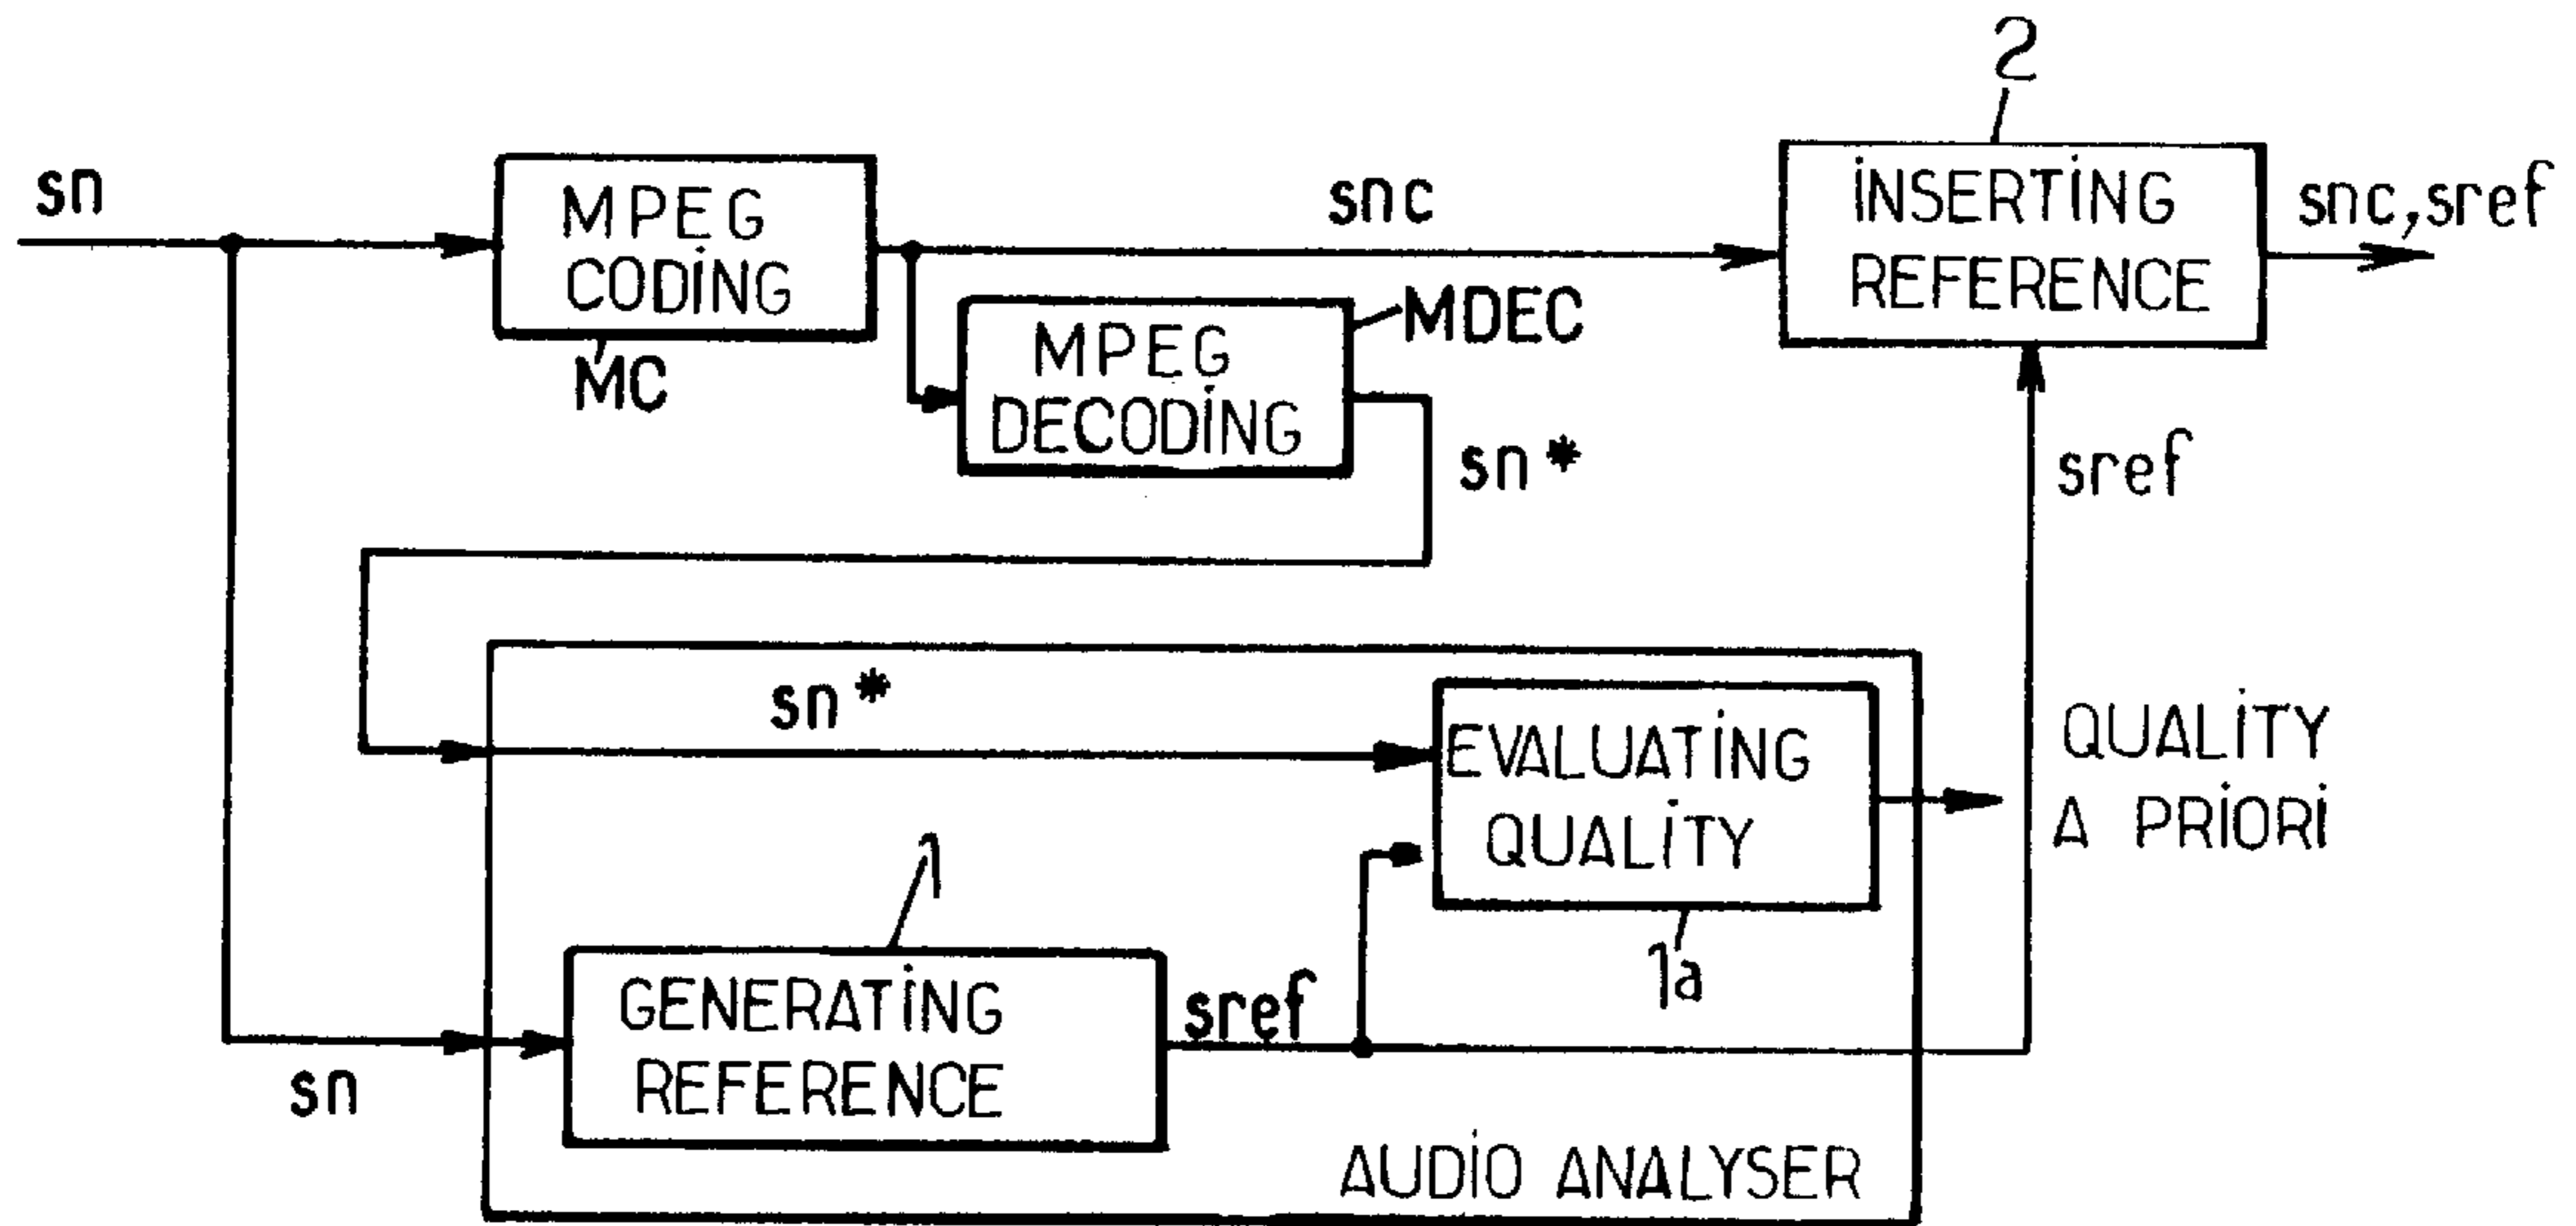 2
sn
MPEG
CODING
MC
snc
INSERTING
REFERENCE
snc,sref
MPEG
DECODING
MDEC
sn*
sref
sn*
EVALUATING
QUALITY
1a
QUALITY
A PRIORI
1
GENERATING
REFERENCE
sref
sn
AUDIO ANALYSER